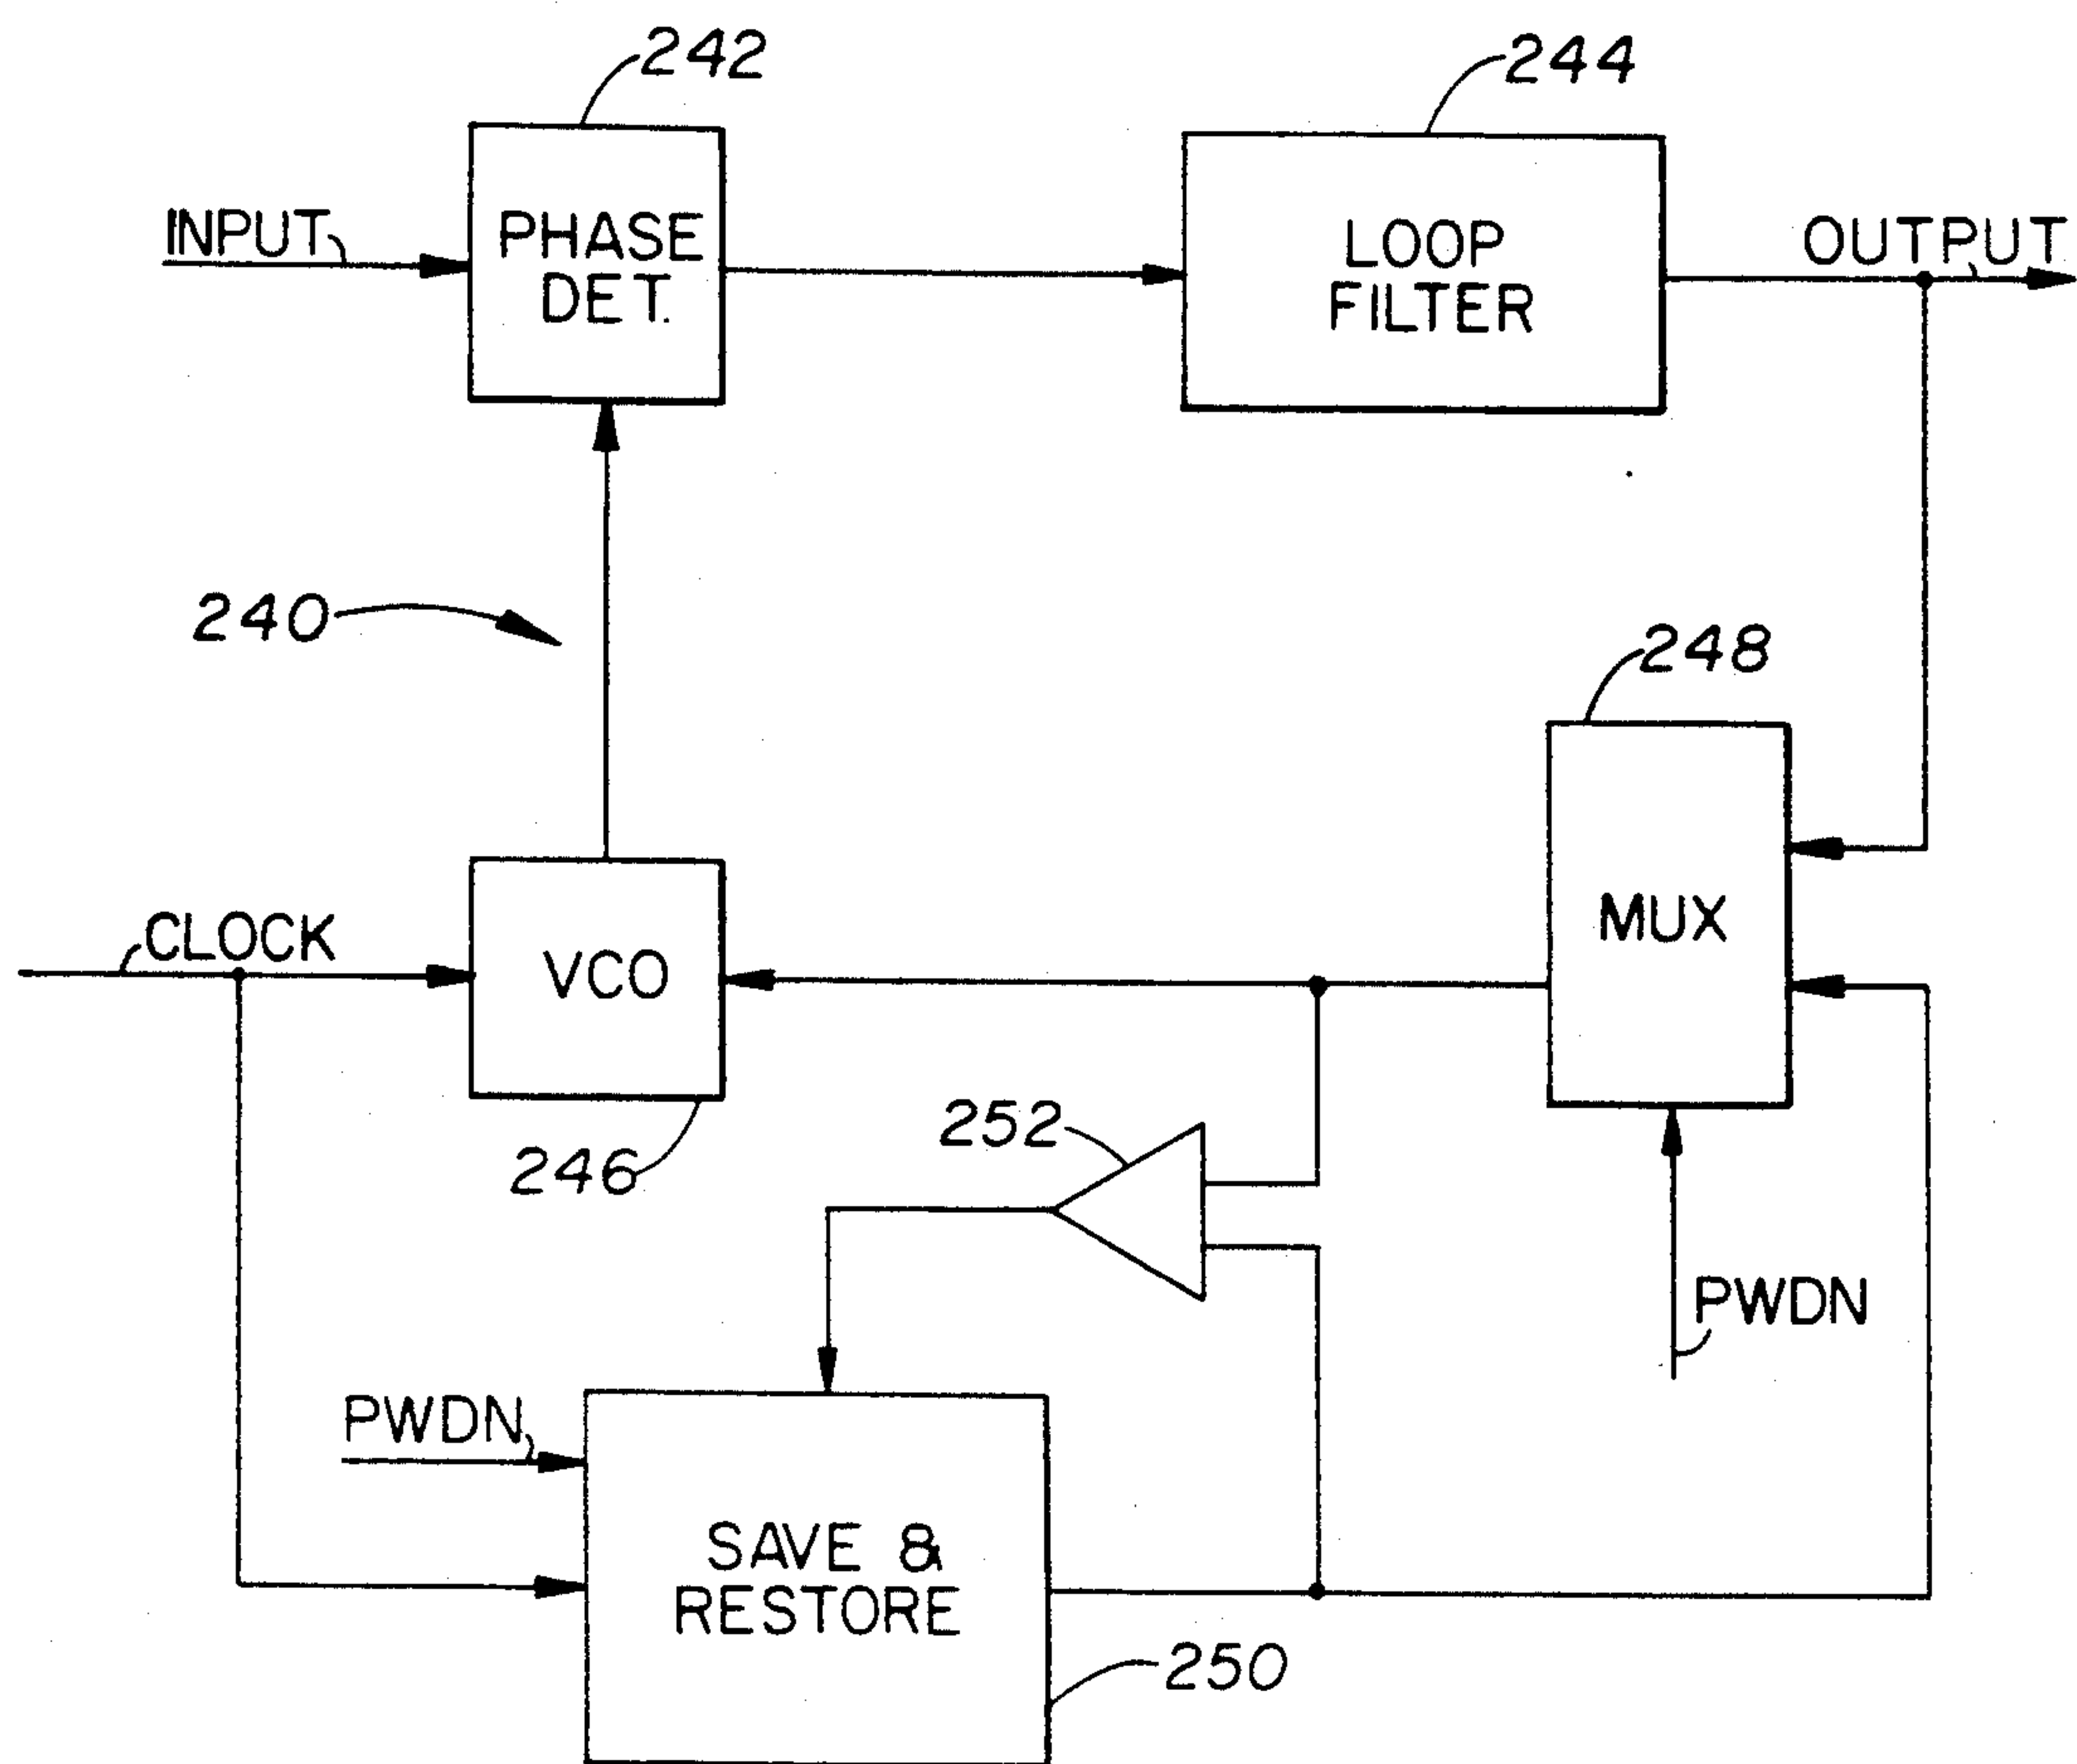 242
244
INPUT
PHASE
DET.
LOOP
FILTER
OUTPUT
240
248
CLOCK
VCO
MUX
246
252
PWDN
PWDN
SAVE &
RESTORE
250